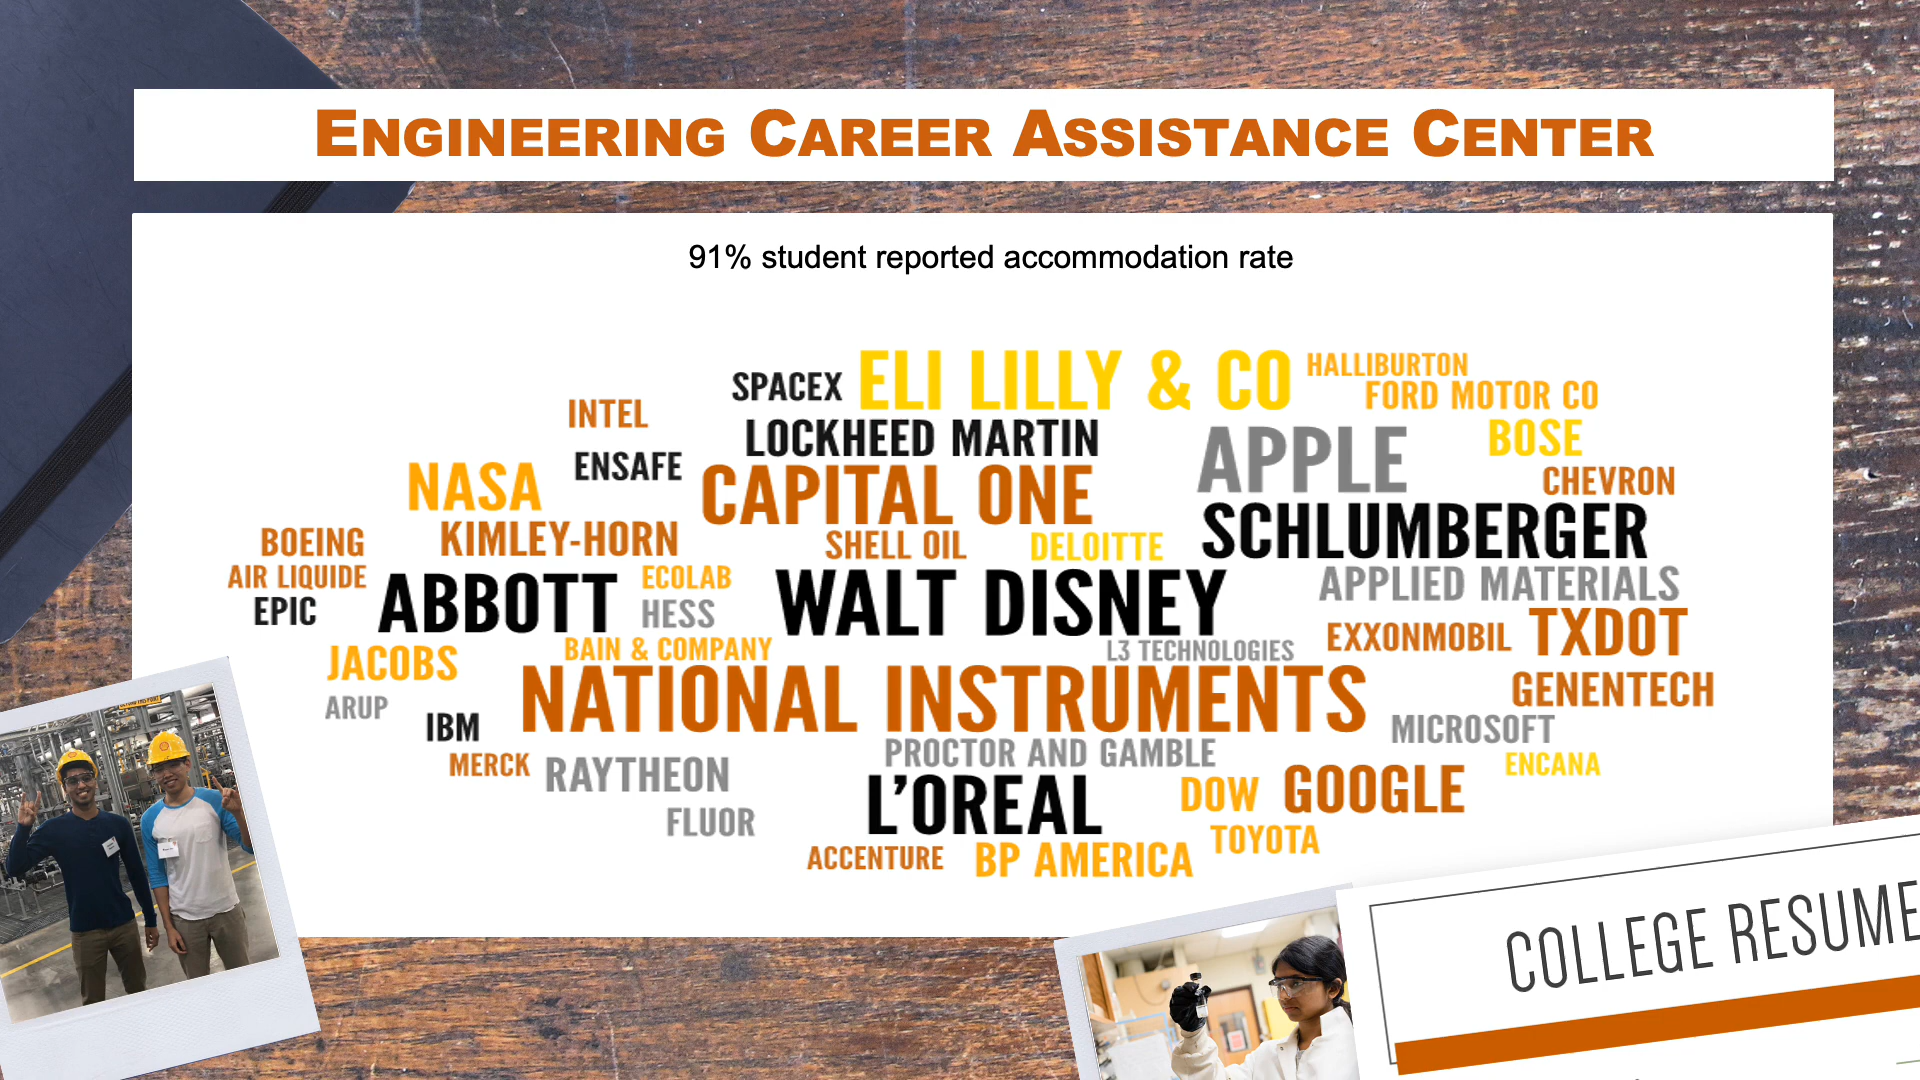 ENGINEERING CAREER ASSISTANCE CENTER
91% student reported accommodation rate
SPACEX
ELI LILLY & CO
HALLIBURTON
FORD MOTOR CO
INTEL
LOCKHEED MARTIN
APPLE
BOSE
NASA
ENSAFE
CAPITAL ONE
CHEVRON
BOEING
KIMLEY-HORN
SHELL OIL
DELOITTE
SCHLUMBERGER
AIR LIQUIDE
ABBOTT
ECOLAB
WALT DISNEY
APPLIED MATERIALS
EPIC
HESS
EXXONMOBIL
TXDOT
JACOBS
BAIN & COMPANY
L3 TECHNOLOGIES
ARUP
IBM
NATIONAL INSTRUMENTS
GENENTECH
MICROSOFT
MERCK
RAYTHEON
PROCTOR AND GAMBLE
ENCANA
FLUOR
L'OREAL
DOW
GOOGLE
TOYOTA
ACCENTURE
BP AMERICA
COLLEGE RESUME